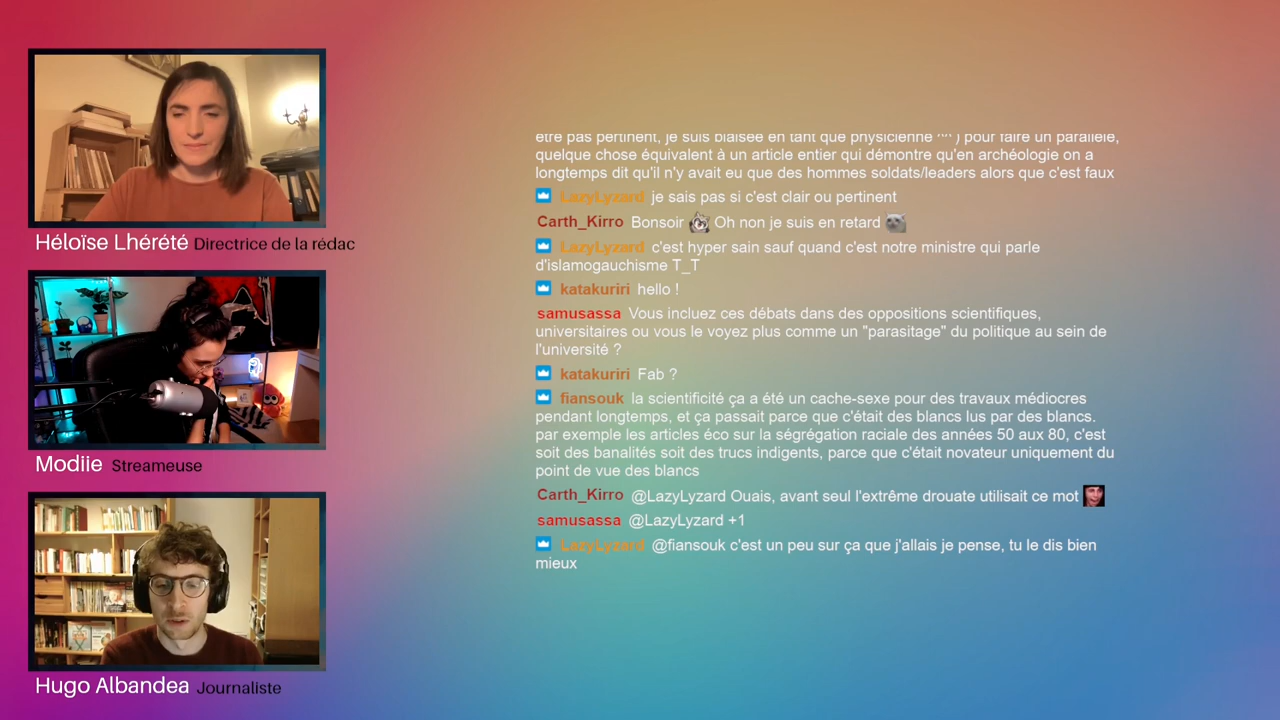 Héloïse Lhérété Directrice de la rédac
Modiie Streameuse
Hugo Albandea Journaliste
être pas pertinent, je suis biaisée en tant que physicienne ^^' ) pour faire un parallèle,
quelque chose équivalent à un article entier qui démontre qu'en archéologie on a
longtemps dit qu'il n'y avait eu que des hommes soldats/leaders alors que c'est faux
LazyLyzard je sais pas si c'est clair ou pertinent
Carth_Kirro Bonsoir Oh non je suis en retard
LazyLyzard c'est hyper sain sauf quand c'est notre ministre qui parle
d'islamogauchisme T_T
katakuriri hello !
samusassa Vous incluez ces débats dans des oppositions scientifiques,
universitaires ou vous le voyez plus comme un "parasitage" du politique au sein de
l'université ?
katakuriri Fab ?
fiansouk la scientificité ça a été un cache-sexe pour des travaux médiocres
pendant longtemps, et ça passait parce que c'était des blancs lus par des blancs.
par exemple les articles éco sur la ségrégation raciale des années 50 aux 80, c'est
soit des banalités soit des trucs indigents, parce que c'était novateur uniquement du
point de vue des blancs
Carth_Kirro @LazyLyzard Ouais, avant seul l'extrême drouate utilisait ce mot
samusassa @LazyLyzard +1
LazyLyzard @fiansouk c'est un peu sur ça que j'allais je pense, tu le dis bien
mieux